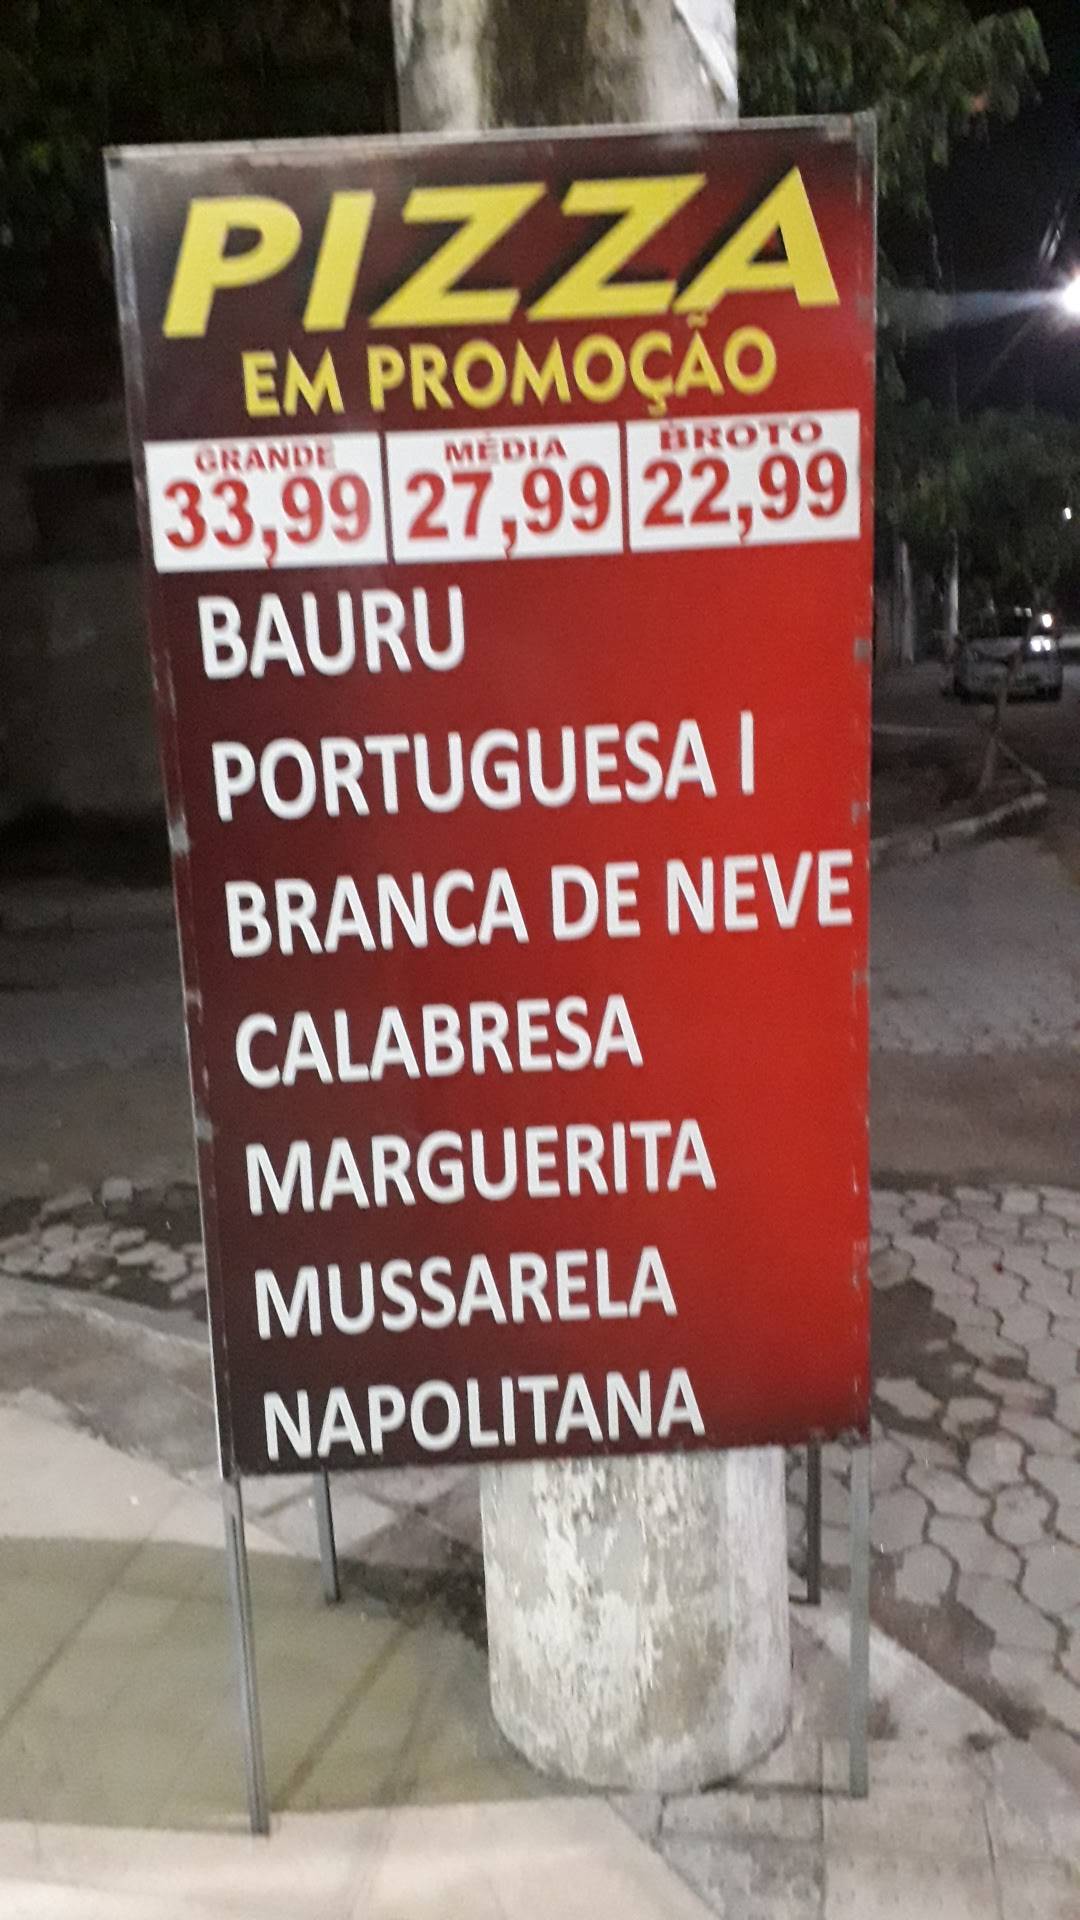 PIZZA
EM PROMOÇÃO
GRANDE MÉDIA BROTO
33,99 27,99 22,99
BAURU
PORTUGUESA I
BRANCA DE NEVE
CALABRESA
MARGUERITA
MUSSARELA
NAPOLITANA